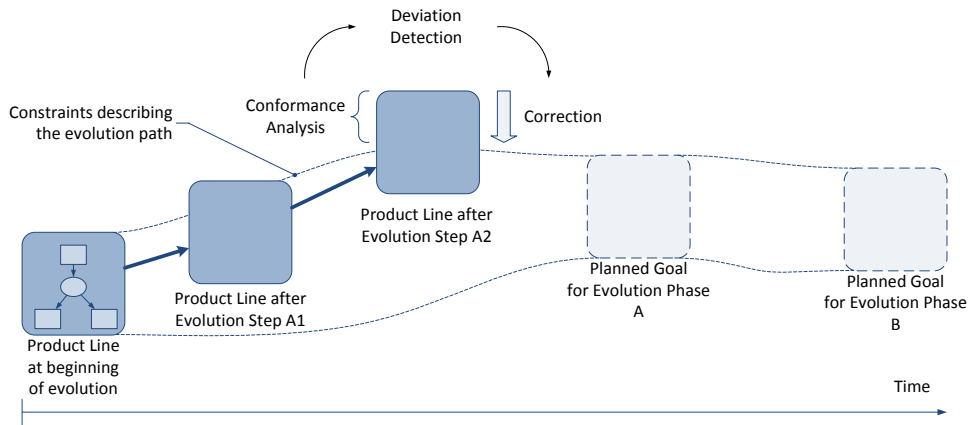 Deviation
Detection
Constraints describing
the evolution path
Conformance
Analysis
Correction
Product Line after
Evolution Step A2
Product Line after
Evolution Step A1
Planned Goal
for Evolution Phase
A
Planned Goal
for Evolution Phase
B
Product Line
at beginning
of evolution
Time